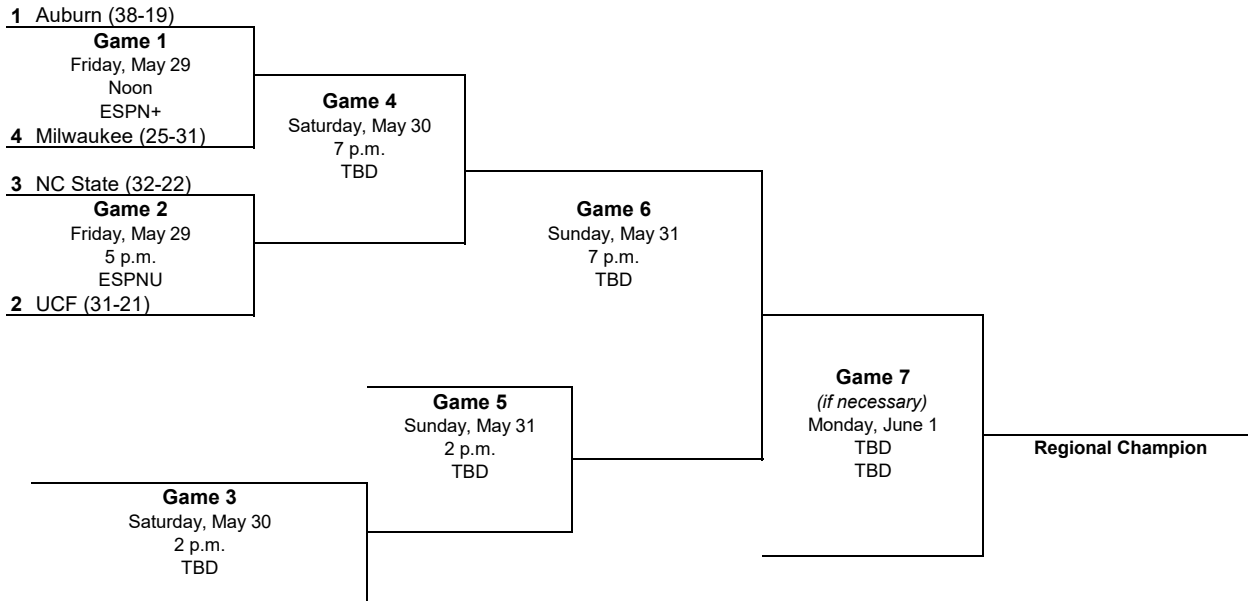 1 Auburn (38-19)
Game 1
Friday, May 29
Noon
ESPN+
4 Milwaukee (25-31)
3 NC State (32-22)
Game 2
Friday, May 29
5 p.m.
ESPNU
2 UCF (31-21)
Game 4
Saturday, May 30
7 p.m.
TBD
Game 6
Sunday, May 31
7 p.m.
TBD
Game 5
Sunday, May 31
2 p.m.
TBD
Game 3
Saturday, May 30
2 p.m.
TBD
Game 7
(if necessary)
Monday, June 1
TBD
TBD
Regional Champion